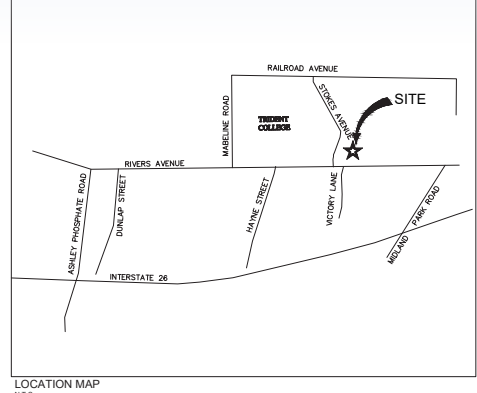 RAILROAD AVENUE
SITE
STOKES AVENUE
MABELINE ROAD
TRIDENT
COLLEGE
RIVERS AVENUE
ASHLEY PHOSPHATE ROAD
DUNLAP STREET
HAYNE STREET
VICTORY LANE
MIDLAND PARK ROAD
INTERSTATE 26
LOCATION MAP